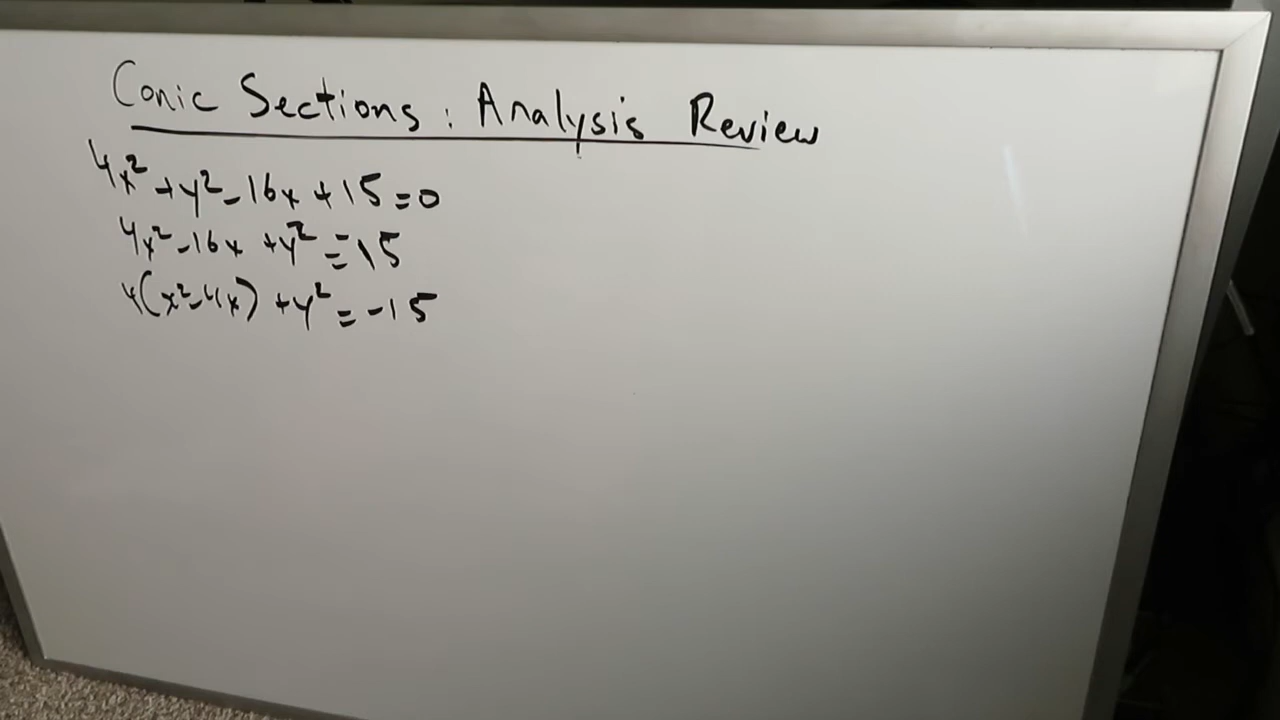 Conic Sections : Analysis Review
4x² + y² - 16x + 15 = 0
4x² - 16x + y² = 15
4(x² - 4x) + y² = -15